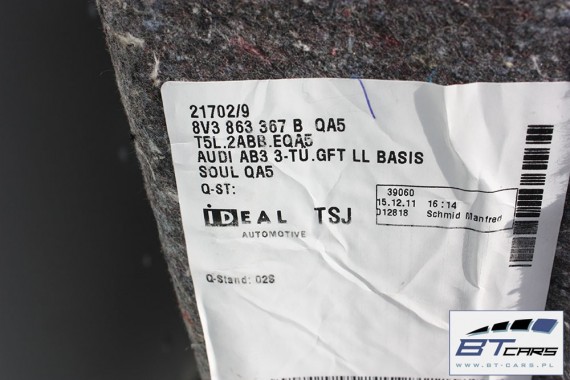 21702/9
8V3 863 367 B QA5
T5L.2ABB.EQA5
AUDI AB3 3-TÜ.GFT LL BASIS
SOUL QA5
Q-ST:
39060
15.12.11 16:14
D12818 Schmid Manfred
IDEAL TSJ
AUTOMOTIVE
Q-Stand: 02S
BTCARS
WWW.BT-CARS.PL